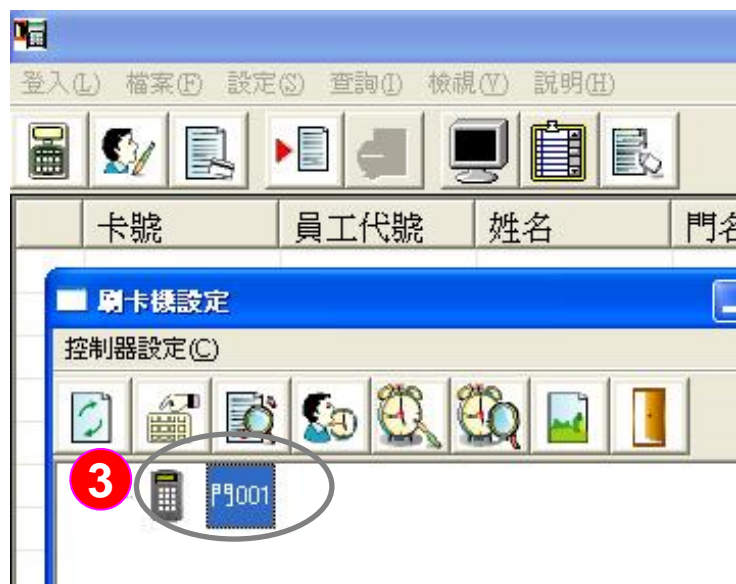 登入(L) 檔案(F) 設定(S) 查詢(I) 檢視(V) 說明(H)
卡號 員工代號 姓名 門名
刷卡機設定
控制器設定(C)
3 門001